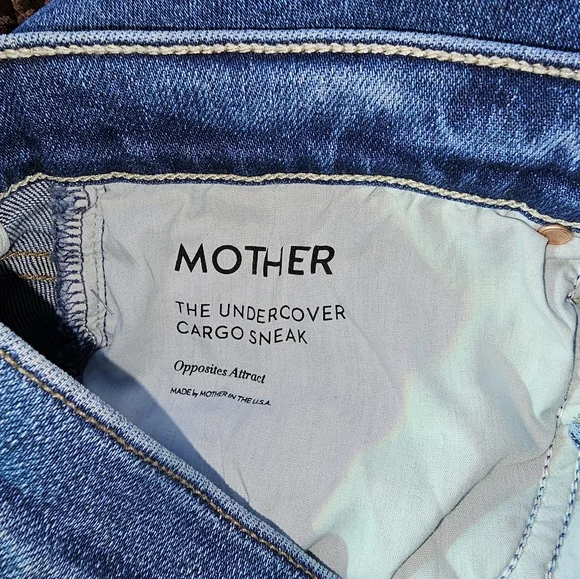 MOTHER
THE UNDERCOVER
CARGO SNEAK
Opposites Attract
MADE by MOTHER IN THE U.S.A.